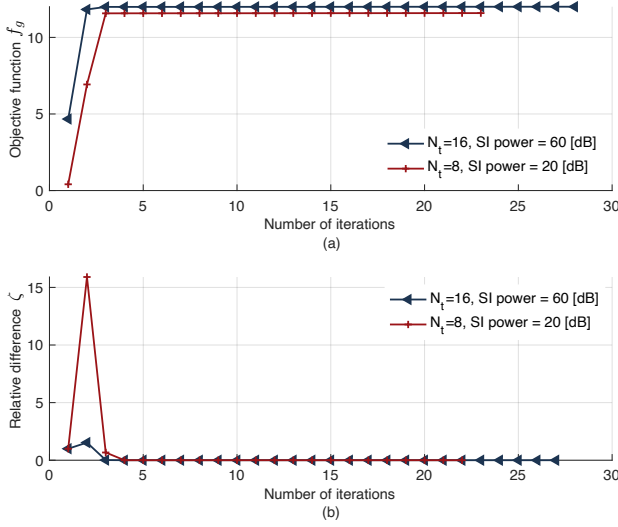 10
5
0
Objective function f_g
N_t=16, SI power = 60 [dB]
N_t=8, SI power = 20 [dB]
0 5 10 15 20 25 30
Number of iterations
(a)
15
10
5
0
Relative difference ζ
N_t=16, SI power = 60 [dB]
N_t=8, SI power = 20 [dB]
0 5 10 15 20 25 30
Number of iterations
(b)